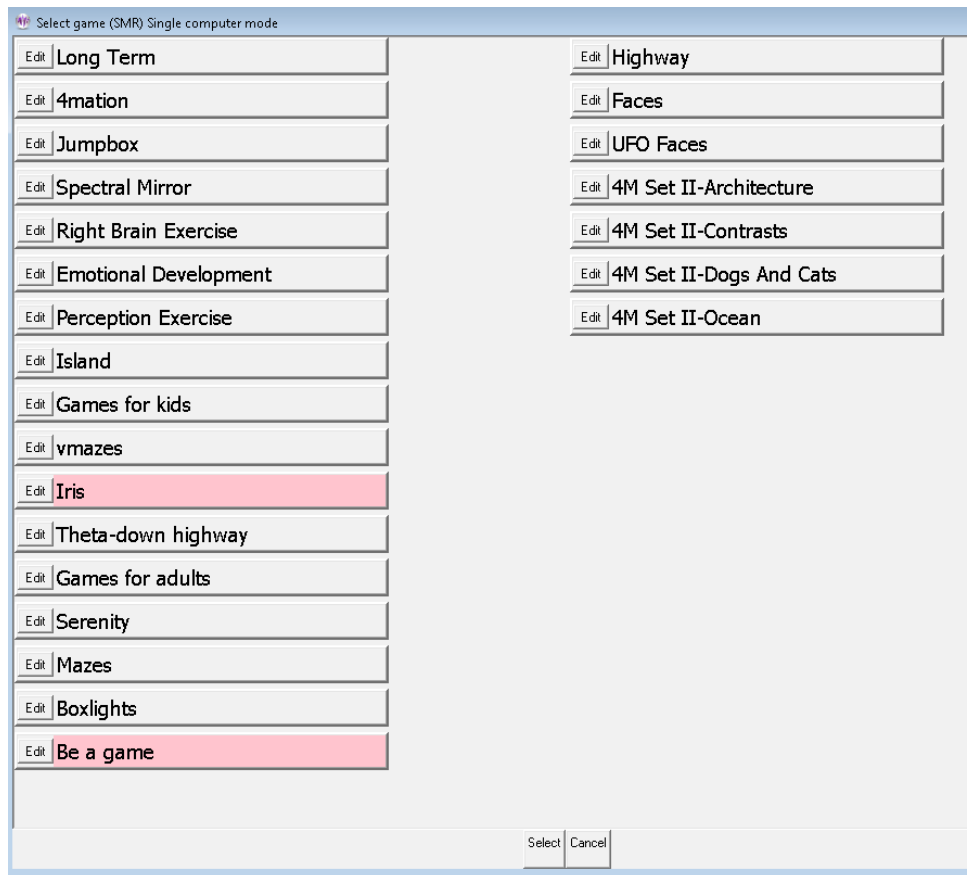 Select game (SMR) Single computer mode
Edit Long Term
Edit 4mation
Edit Jumpbox
Edit Spectral Mirror
Edit Right Brain Exercise
Edit Emotional Development
Edit Perception Exercise
Edit Island
Edit Games for kids
Edit vmazes
Edit Iris
Edit Theta-down highway
Edit Games for adults
Edit Serenity
Edit Mazes
Edit Boxlights
Edit Be a game
Edit Highway
Edit Faces
Edit UFO Faces
Edit 4M Set II-Architecture
Edit 4M Set II-Contrasts
Edit 4M Set II-Dogs And Cats
Edit 4M Set II-Ocean
Select Cancel